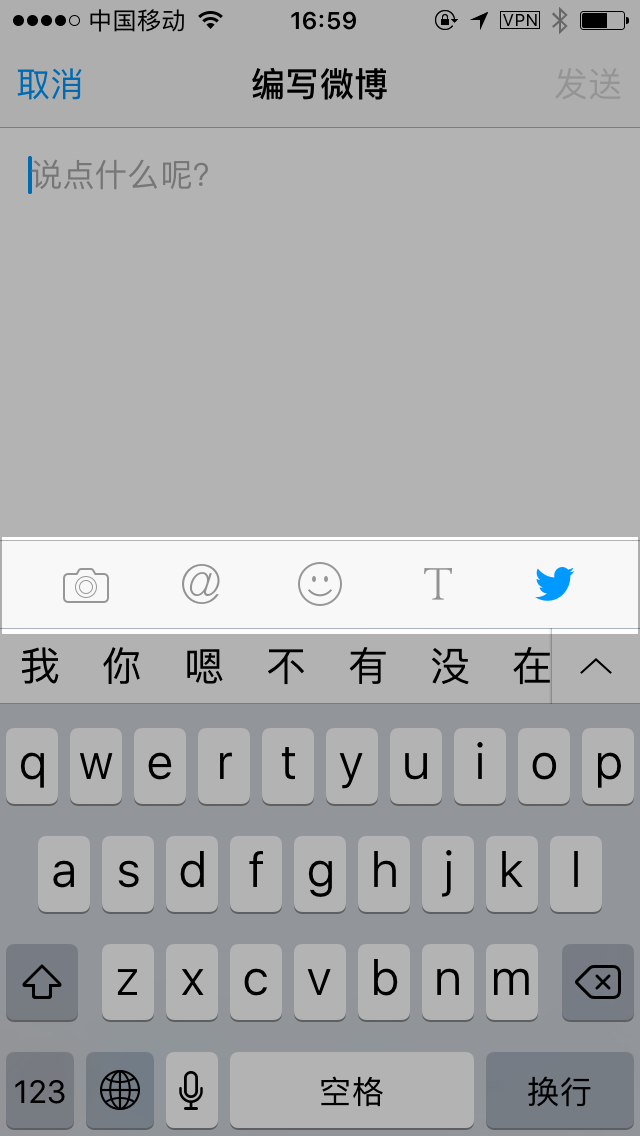 中国移动 16:59 VPN
取消 编写微博 发送
说点什么呢?
@ T
我 你 嗯 不 有 没 在
q w e r t y u i o p
a s d f g h j k l
z x c v b n m
123 空格 换行